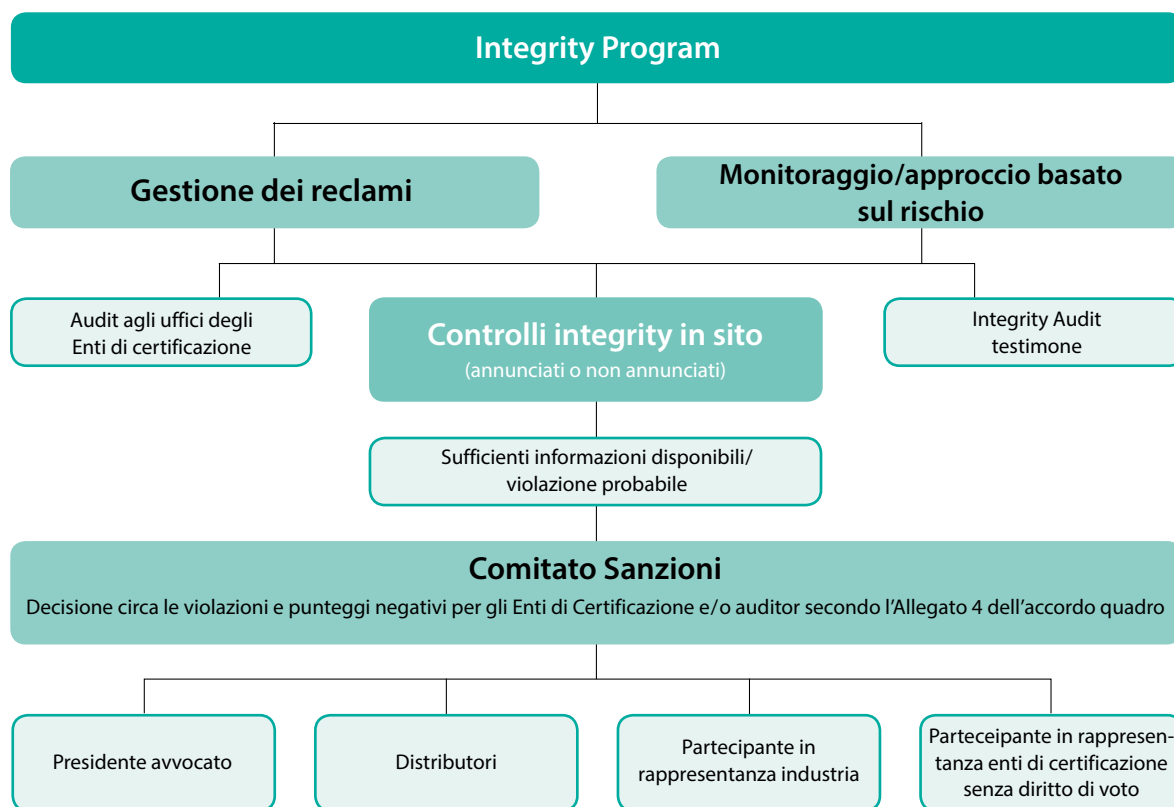 Integrity Program
Gestione dei reclami
Monitoraggio/approccio basato
sul rischio
Audit agli uffici degli
Enti di certificazione
Controlli integrity in sito
(annunciati o non annunciati)
Integrity Audit
testimone
Sufficienti informazioni disponibili/
violazione probabile
Comitato Sanzioni
Decisione circa le violazioni e punteggi negativi per gli Enti di Certificazione e/o auditor secondo l’Allegato 4 dell’accordo quadro
Presidente avvocato
Distributori
Partecipante in
rappresentanza industria
Parteceipante in rappresen-
tanza enti di certificazione
senza diritto di voto